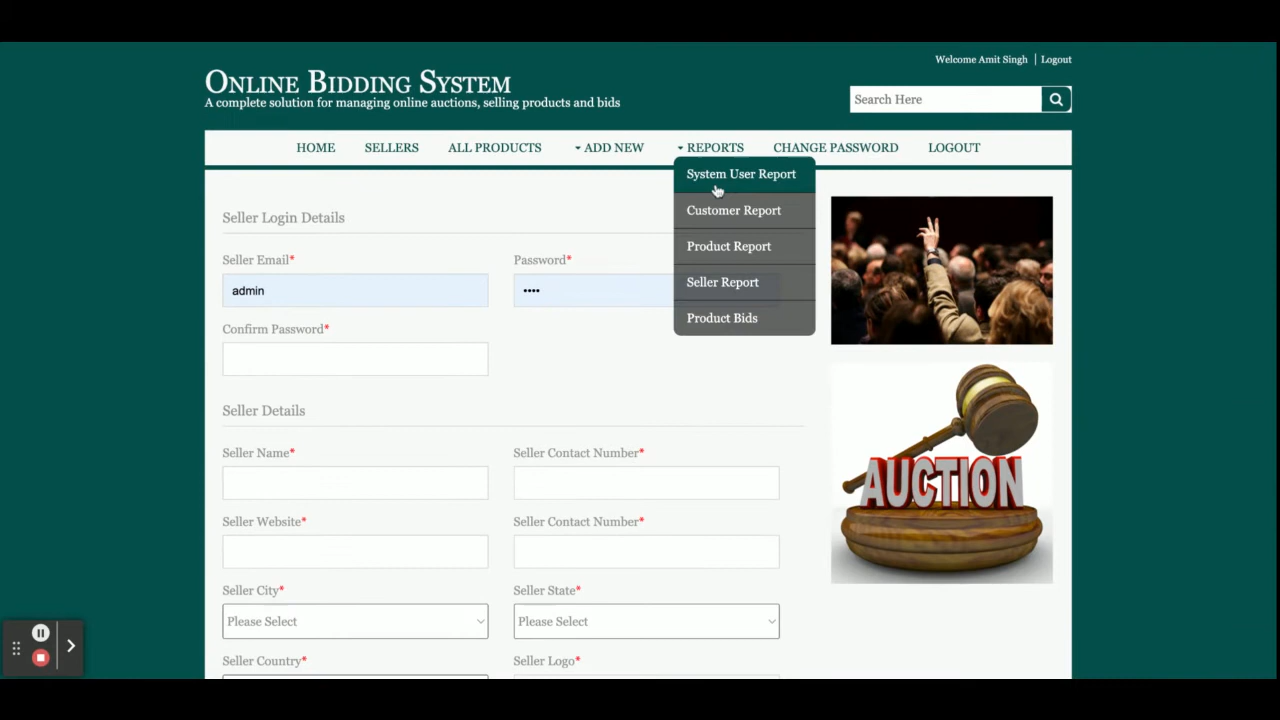 Welcome Amit Singh | Logout
ONLINE BIDDING SYSTEM
A complete solution for managing online auctions, selling products and bids
Search Here
HOME SELLERS ALL PRODUCTS ADD NEW REPORTS CHANGE PASSWORD LOGOUT
System User Report
Customer Report
Product Report
Seller Report
Product Bids
Seller Login Details
Seller Email* Password*
admin ••••
Confirm Password*
Seller Details
Seller Name* Seller Contact Number*
Seller Website* Seller Contact Number*
Seller City* Seller State*
Please Select Please Select
Seller Country* Seller Logo*
AUCTION